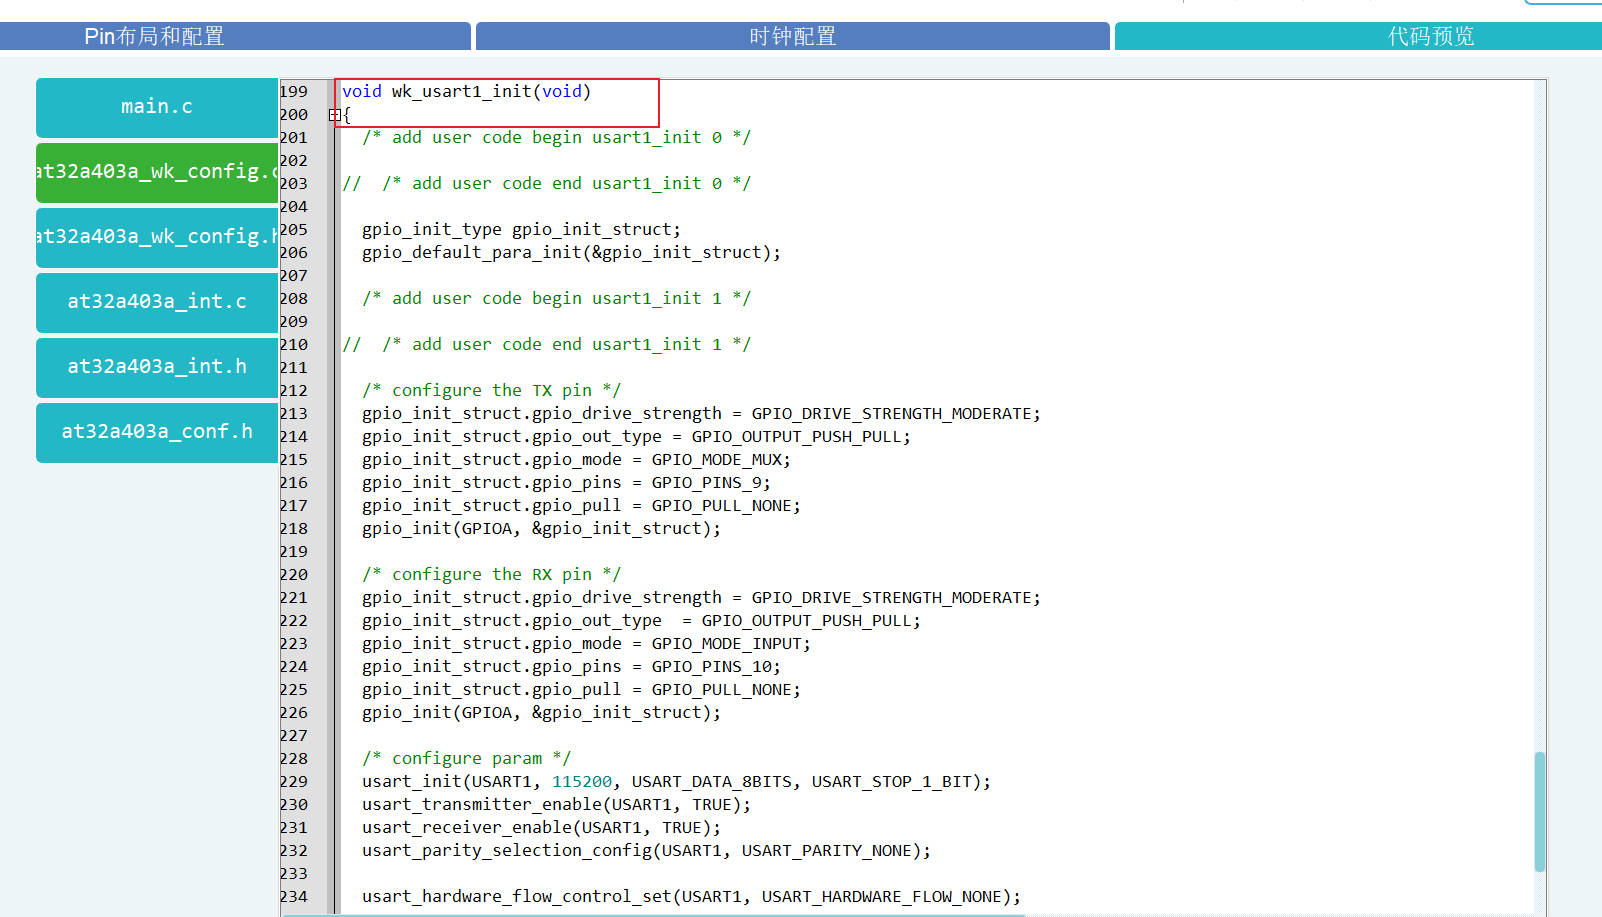 Pin布局和配置
时钟配置
代码预览
main.c
at32a403a_wk_config.c
at32a403a_wk_config.h
at32a403a_int.c
at32a403a_int.h
at32a403a_conf.h
199 void wk_usart1_init(void)
200 {
201 /* add user code begin usart1_init 0 */
202
203 // /* add user code end usart1_init 0 */
204
205 gpio_init_type gpio_init_struct;
206 gpio_default_para_init(&gpio_init_struct);
207
208 /* add user code begin usart1_init 1 */
209
210 // /* add user code end usart1_init 1 */
211
212 /* configure the TX pin */
213 gpio_init_struct.gpio_drive_strength = GPIO_DRIVE_STRENGTH_MODERATE;
214 gpio_init_struct.gpio_out_type = GPIO_OUTPUT_PUSH_PULL;
215 gpio_init_struct.gpio_mode = GPIO_MODE_MUX;
216 gpio_init_struct.gpio_pins = GPIO_PINS_9;
217 gpio_init_struct.gpio_pull = GPIO_PULL_NONE;
218 gpio_init(GPIOA, &gpio_init_struct);
219
220 /* configure the RX pin */
221 gpio_init_struct.gpio_drive_strength = GPIO_DRIVE_STRENGTH_MODERATE;
222 gpio_init_struct.gpio_out_type  = GPIO_OUTPUT_PUSH_PULL;
223 gpio_init_struct.gpio_mode = GPIO_MODE_INPUT;
224 gpio_init_struct.gpio_pins = GPIO_PINS_10;
225 gpio_init_struct.gpio_pull = GPIO_PULL_NONE;
226 gpio_init(GPIOA, &gpio_init_struct);
227
228 /* configure param */
229 usart_init(USART1, 115200, USART_DATA_8BITS, USART_STOP_1_BIT);
230 usart_transmitter_enable(USART1, TRUE);
231 usart_receiver_enable(USART1, TRUE);
232 usart_parity_selection_config(USART1, USART_PARITY_NONE);
233
234 usart_hardware_flow_control_set(USART1, USART_HARDWARE_FLOW_NONE);